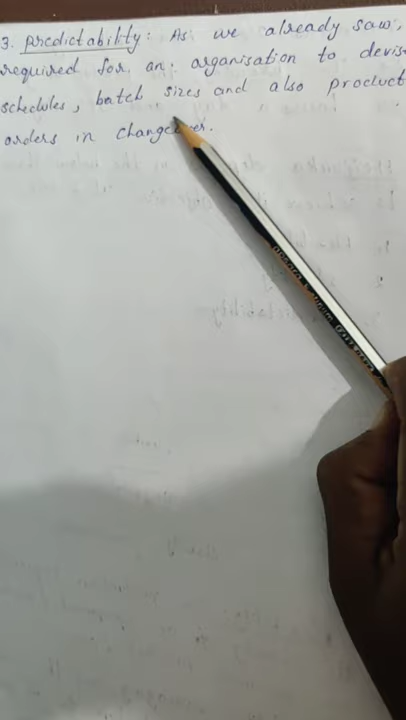 3. Predictability: As we already saw,
required for an organisation to devis
schedules, batch sizes and also product
orders in changeover.